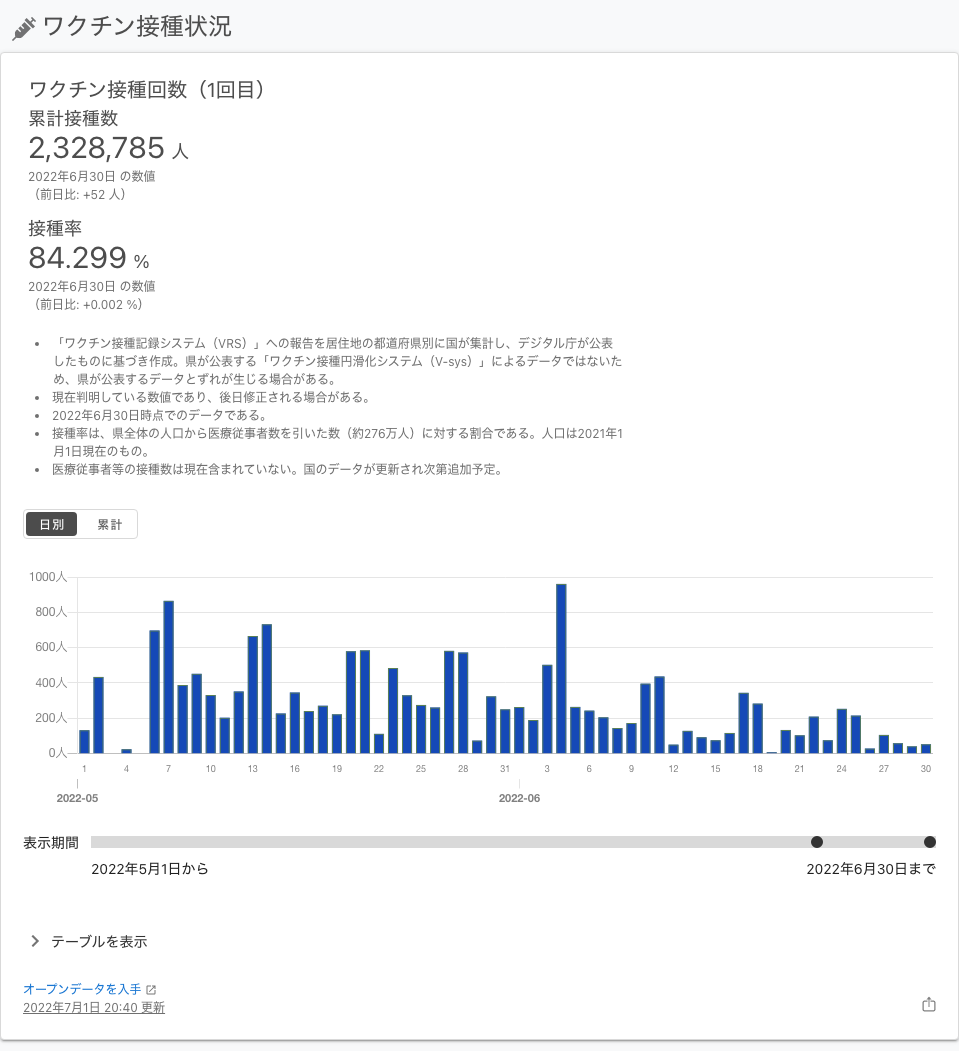 ワクチン接種状況
ワクチン接種回数（1回目）
累計接種数
2,328,785 人
2022年6月30日 の数値
（前日比: +52 人）
接種率
84.299 %
2022年6月30日 の数値
（前日比: +0.002 %）
• 「ワクチン接種記録システム（VRS）」への報告を居住地の都道府県別に国が集計し、デジタル庁が公表
したものに基づき作成。県が公表する「ワクチン接種円滑化システム（V-sys）」によるデータではないた
め、県が公表するデータとずれが生じる場合がある。
• 現在判明している数値であり、後日修正される場合がある。
• 2022年6月30日時点でのデータである。
• 接種率は、県全体の人口から医療従事者数を引いた数（約276万人）に対する割合である。人口は2021年1
月1日現在のもの。
• 医療従事者等の接種数は現在含まれていない。国のデータが更新され次第追加予定。
日別 累計
1000人
800人
600人
400人
200人
0人
1 4 7 10 13 16 19 22 25 28 31 3 6 9 12 15 18 21 24 27 30
2022-05 2022-06
表示期間
2022年5月1日から 2022年6月30日まで
テーブルを表示
オープンデータを入手
2022年7月1日 20:40 更新